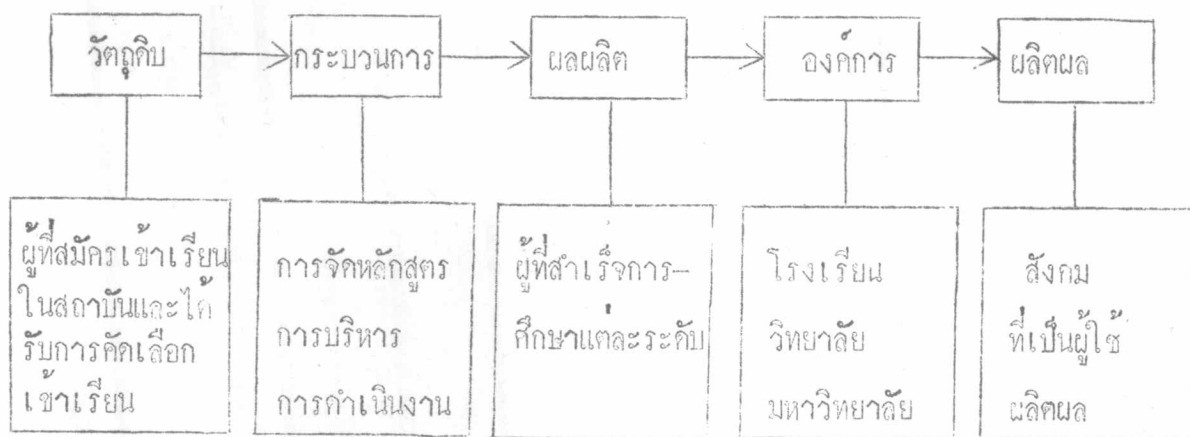 วัตถุดิบ
กระบวนการ
ผลผลิต
องค์การ
ผลิตผล
ผู้ที่สมัครเข้าเรียน
ในสถาบันและได้
รับการคัดเลือก
เข้าเรียน
การจัดหลักสูตร
การบริหาร
การดำเนินงาน
ผู้ที่สำเร็จการ-
ศึกษาแต่ละระดับ
โรงเรียน
วิทยาลัย
มหาวิทยาลัย
สังคม
ที่เป็นผู้ใช้
ผลิตผล